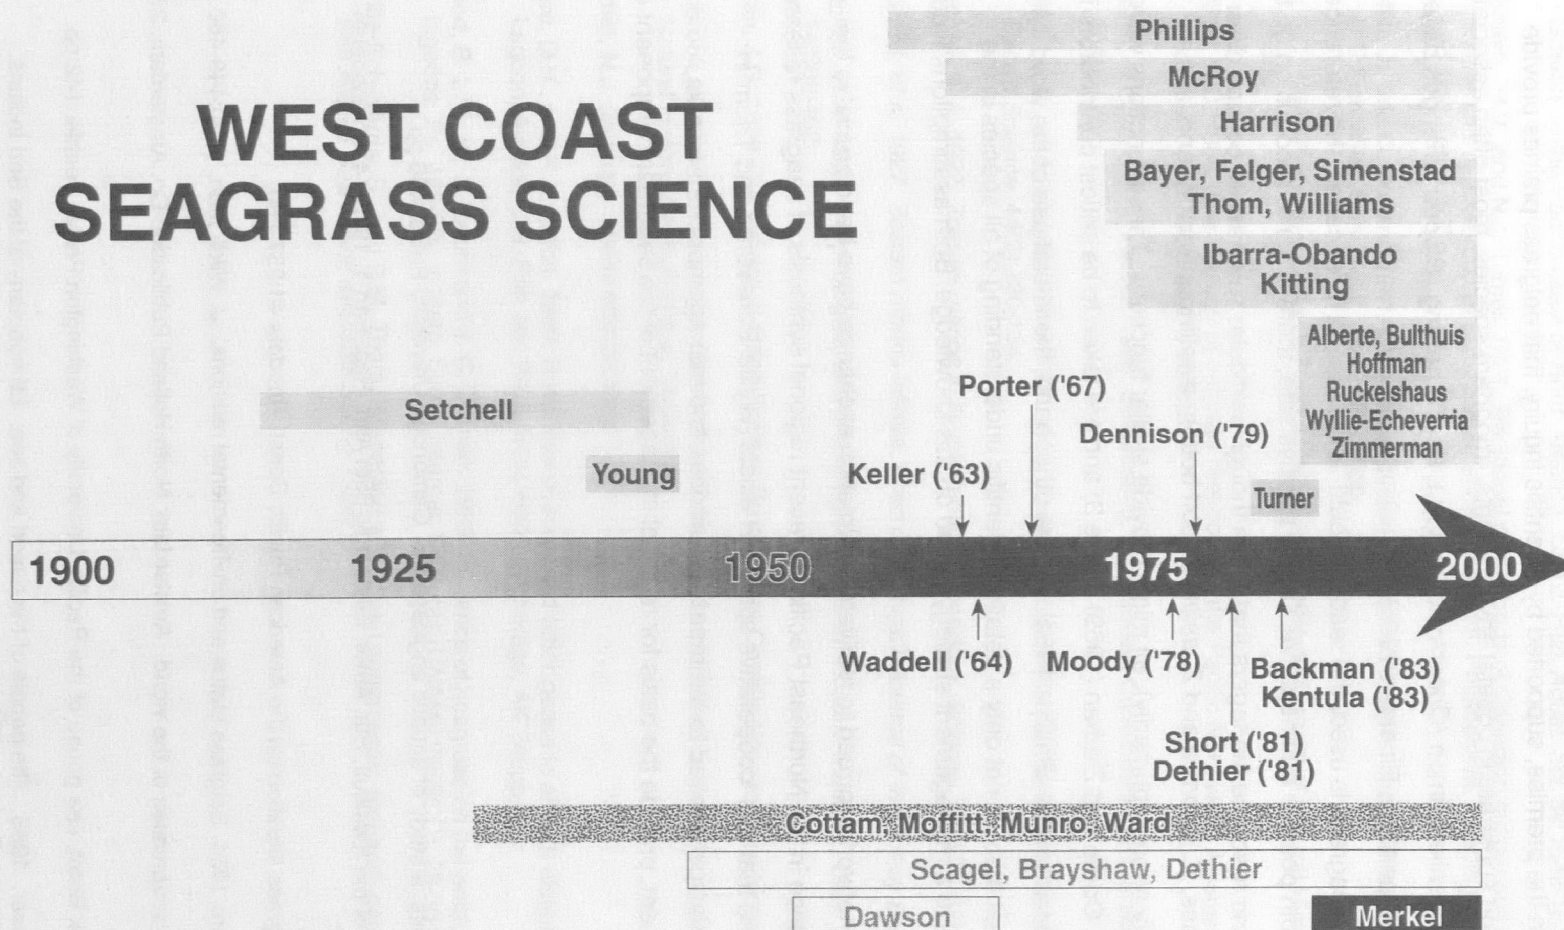 WEST COAST
SEAGRASS SCIENCE
Phillips
McRoy
Harrison
Bayer, Felger, Simenstad
Thom, Williams
Ibarra-Obando
Kitting
Alberte, Bulthuis
Hoffman
Ruckelshaus
Wyllie-Echeverria
Zimmerman
Setchell
Young
Porter ('67)
Dennison ('79)
Keller ('63)
Turner
1900 1925 1950 1975 2000
Waddell ('64) Moody ('78)
Backman ('83)
Kentula ('83)
Short ('81)
Dethier ('81)
Cottam, Moffitt, Munro, Ward
Scagel, Brayshaw, Dethier
Dawson
Merkel